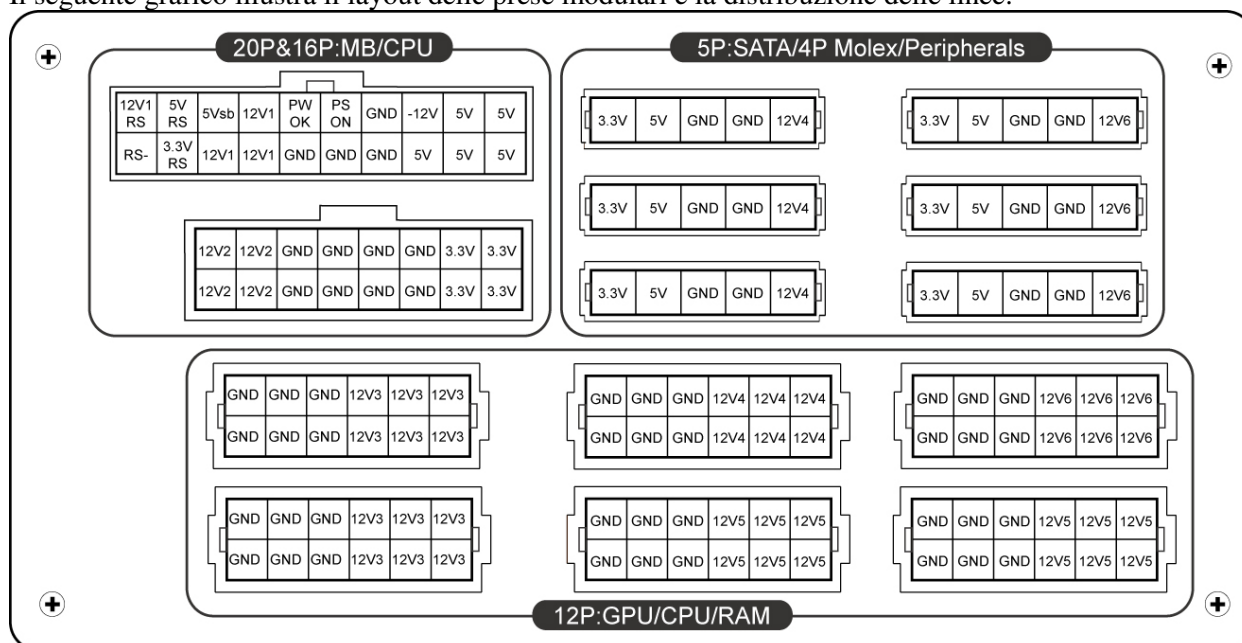 Il seguente grafico illustra il layout delle prese modulari e la distribuzione delle linee:
20P&16P:MB/CPU
5P:SATA/4P Molex/Peripherals
12V1 RS 5V RS 5Vsb 12V1 PW OK PS ON GND -12V 5V 5V
RS- 3.3V RS 12V1 12V1 GND GND GND 5V 5V 5V
12V2 12V2 GND GND GND GND 3.3V 3.3V
12V2 12V2 GND GND GND GND 3.3V 3.3V
3.3V 5V GND GND 12V4
3.3V 5V GND GND 12V6
3.3V 5V GND GND 12V4
3.3V 5V GND GND 12V6
3.3V 5V GND GND 12V4
3.3V 5V GND GND 12V6
GND GND GND 12V3 12V3 12V3
GND GND GND 12V3 12V3 12V3
GND GND GND 12V4 12V4 12V4
GND GND GND 12V4 12V4 12V4
GND GND GND 12V6 12V6 12V6
GND GND GND 12V6 12V6 12V6
GND GND GND 12V3 12V3 12V3
GND GND GND 12V3 12V3 12V3
GND GND GND 12V5 12V5 12V5
GND GND GND 12V5 12V5 12V5
GND GND GND 12V5 12V5 12V5
GND GND GND 12V5 12V5 12V5
12P:GPU/CPU/RAM